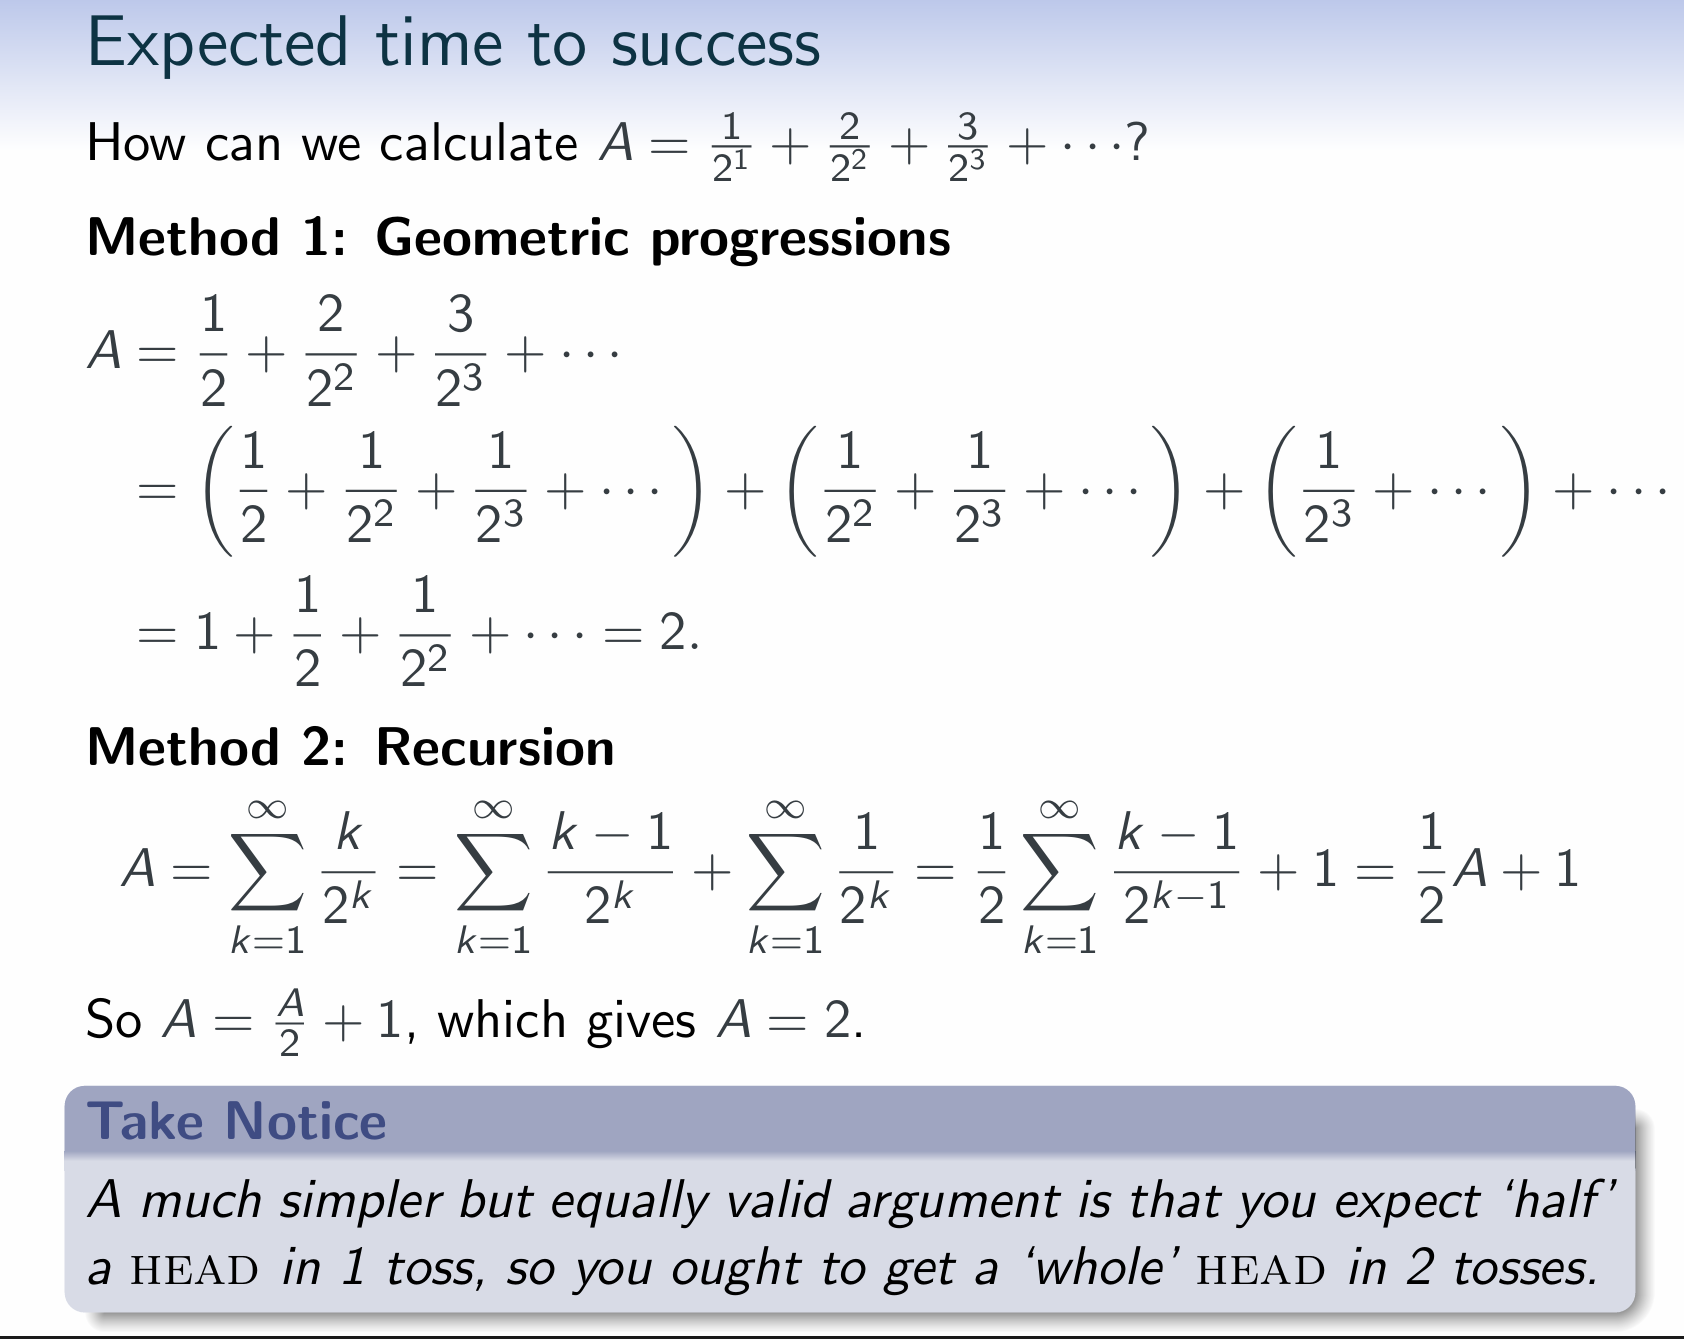 Expected time to success
How can we calculate $A = \frac{1}{2^1} + \frac{2}{2^2} + \frac{3}{2^3} + \cdots$?
Method 1: Geometric progressions
$A = \frac{1}{2} + \frac{2}{2^2} + \frac{3}{2^3} + \cdots$
$= \left(\frac{1}{2} + \frac{1}{2^2} + \frac{1}{2^3} + \cdots\right) + \left(\frac{1}{2^2} + \frac{1}{2^3} + \cdots\right) + \left(\frac{1}{2^3} + \cdots\right) + \cdots$
$= 1 + \frac{1}{2} + \frac{1}{2^2} + \cdots = 2.$
Method 2: Recursion
$A = \sum_{k=1}^{\infty} \frac{k}{2^k} = \sum_{k=1}^{\infty} \frac{k-1}{2^k} + \sum_{k=1}^{\infty} \frac{1}{2^k} = \frac{1}{2} \sum_{k=1}^{\infty} \frac{k-1}{2^{k-1}} + 1 = \frac{1}{2}A + 1$
So $A = \frac{A}{2} + 1$, which gives $A = 2$.
Take Notice
A much simpler but equally valid argument is that you expect ‘half’
a HEAD in 1 toss, so you ought to get a ‘whole’ HEAD in 2 tosses.